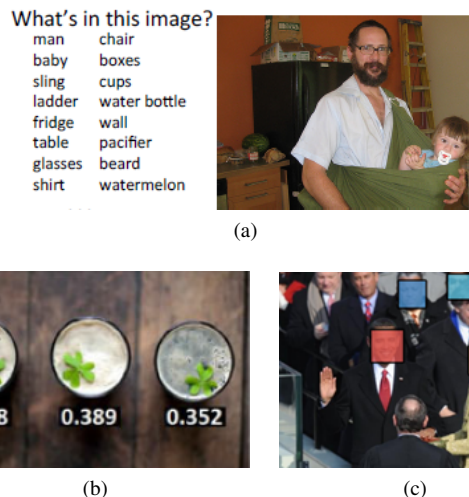 What's in this image?
man chair
baby boxes
sling cups
ladder water bottle
fridge wall
table pacifier
glasses beard
shirt watermelon
(a)
8 0.389 0.352
(b) (c)